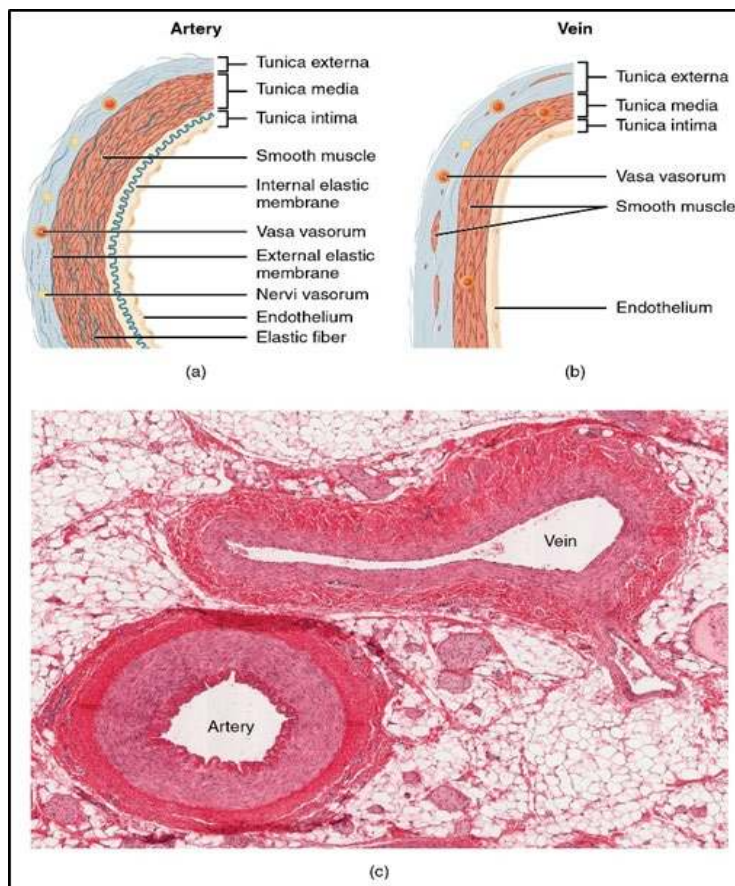 Artery
Tunica externa
Tunica media
Tunica intima
Smooth muscle
Internal elastic
membrane
Vasa vasorum
External elastic
membrane
Nervi vasorum
Endothelium
Elastic fiber
(a)
Vein
Tunica externa
Tunica media
Tunica intima
Vasa vasorum
Smooth muscle
Endothelium
(b)
Vein
Artery
(c)